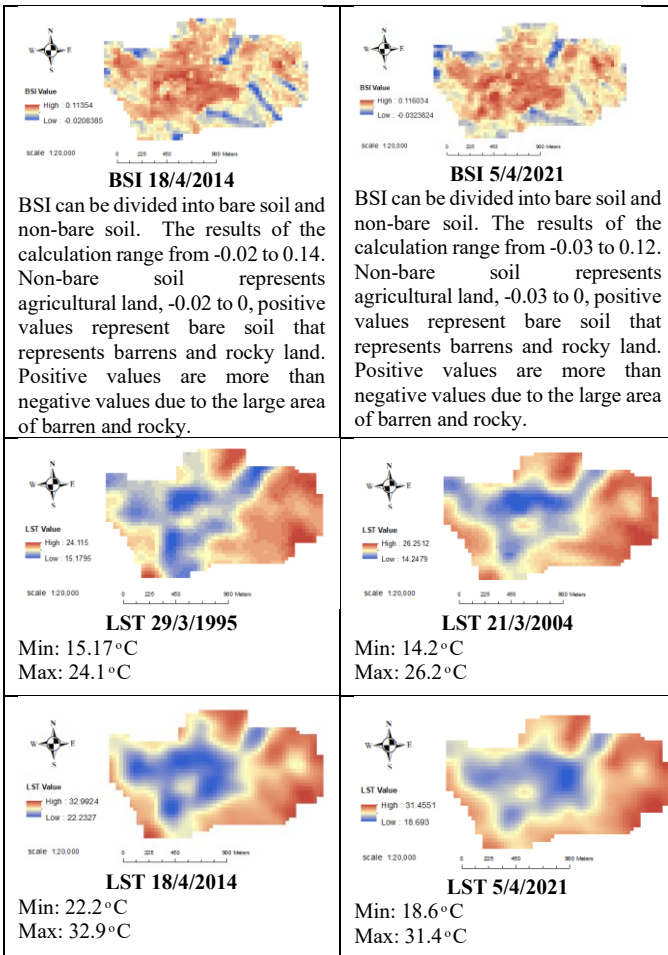 N
W E
S
BSI Value
High : 0.11354
Low : -0.0208385
scale 1:20,000
0 225 450 900 Meters
BSI 18/4/2014
BSI can be divided into bare soil and
non-bare soil. The results of the
calculation range from -0.02 to 0.14.
Non-bare soil represents
agricultural land, -0.02 to 0, positive
values represent bare soil that
represents barrens and rocky land.
Positive values are more than
negative values due to the large area
of barren and rocky.
N
W E
S
BSI Value
High : 0.116034
Low : -0.0323824
scale 1:20,000
0 225 450 900 Meters
BSI 5/4/2021
BSI can be divided into bare soil and
non-bare soil. The results of the
calculation range from -0.03 to 0.12.
Non-bare soil represents
agricultural land, -0.03 to 0, positive
values represent bare soil that
represents barrens and rocky land.
Positive values are more than
negative values due to the large area
of barren and rocky.
N
W E
S
LST Value
High : 24.115
Low : 15.1795
scale 1:20,000
0 225 450 900 Meters
LST 29/3/1995
Min: 15.17°C
Max: 24.1°C
N
W E
S
LST Value
High : 26.2512
Low : 14.2479
scale 1:20,000
0 225 450 900 Meters
LST 21/3/2004
Min: 14.2°C
Max: 26.2°C
N
W E
S
LST Value
High : 32.9924
Low : 22.2327
scale 1:20,000
0 225 450 900 Meters
LST 18/4/2014
Min: 22.2°C
Max: 32.9°C
N
W E
S
LST Value
High : 31.4551
Low : 18.693
scale 1:20,000
0 225 450 900 Meters
LST 5/4/2021
Min: 18.6°C
Max: 31.4°C